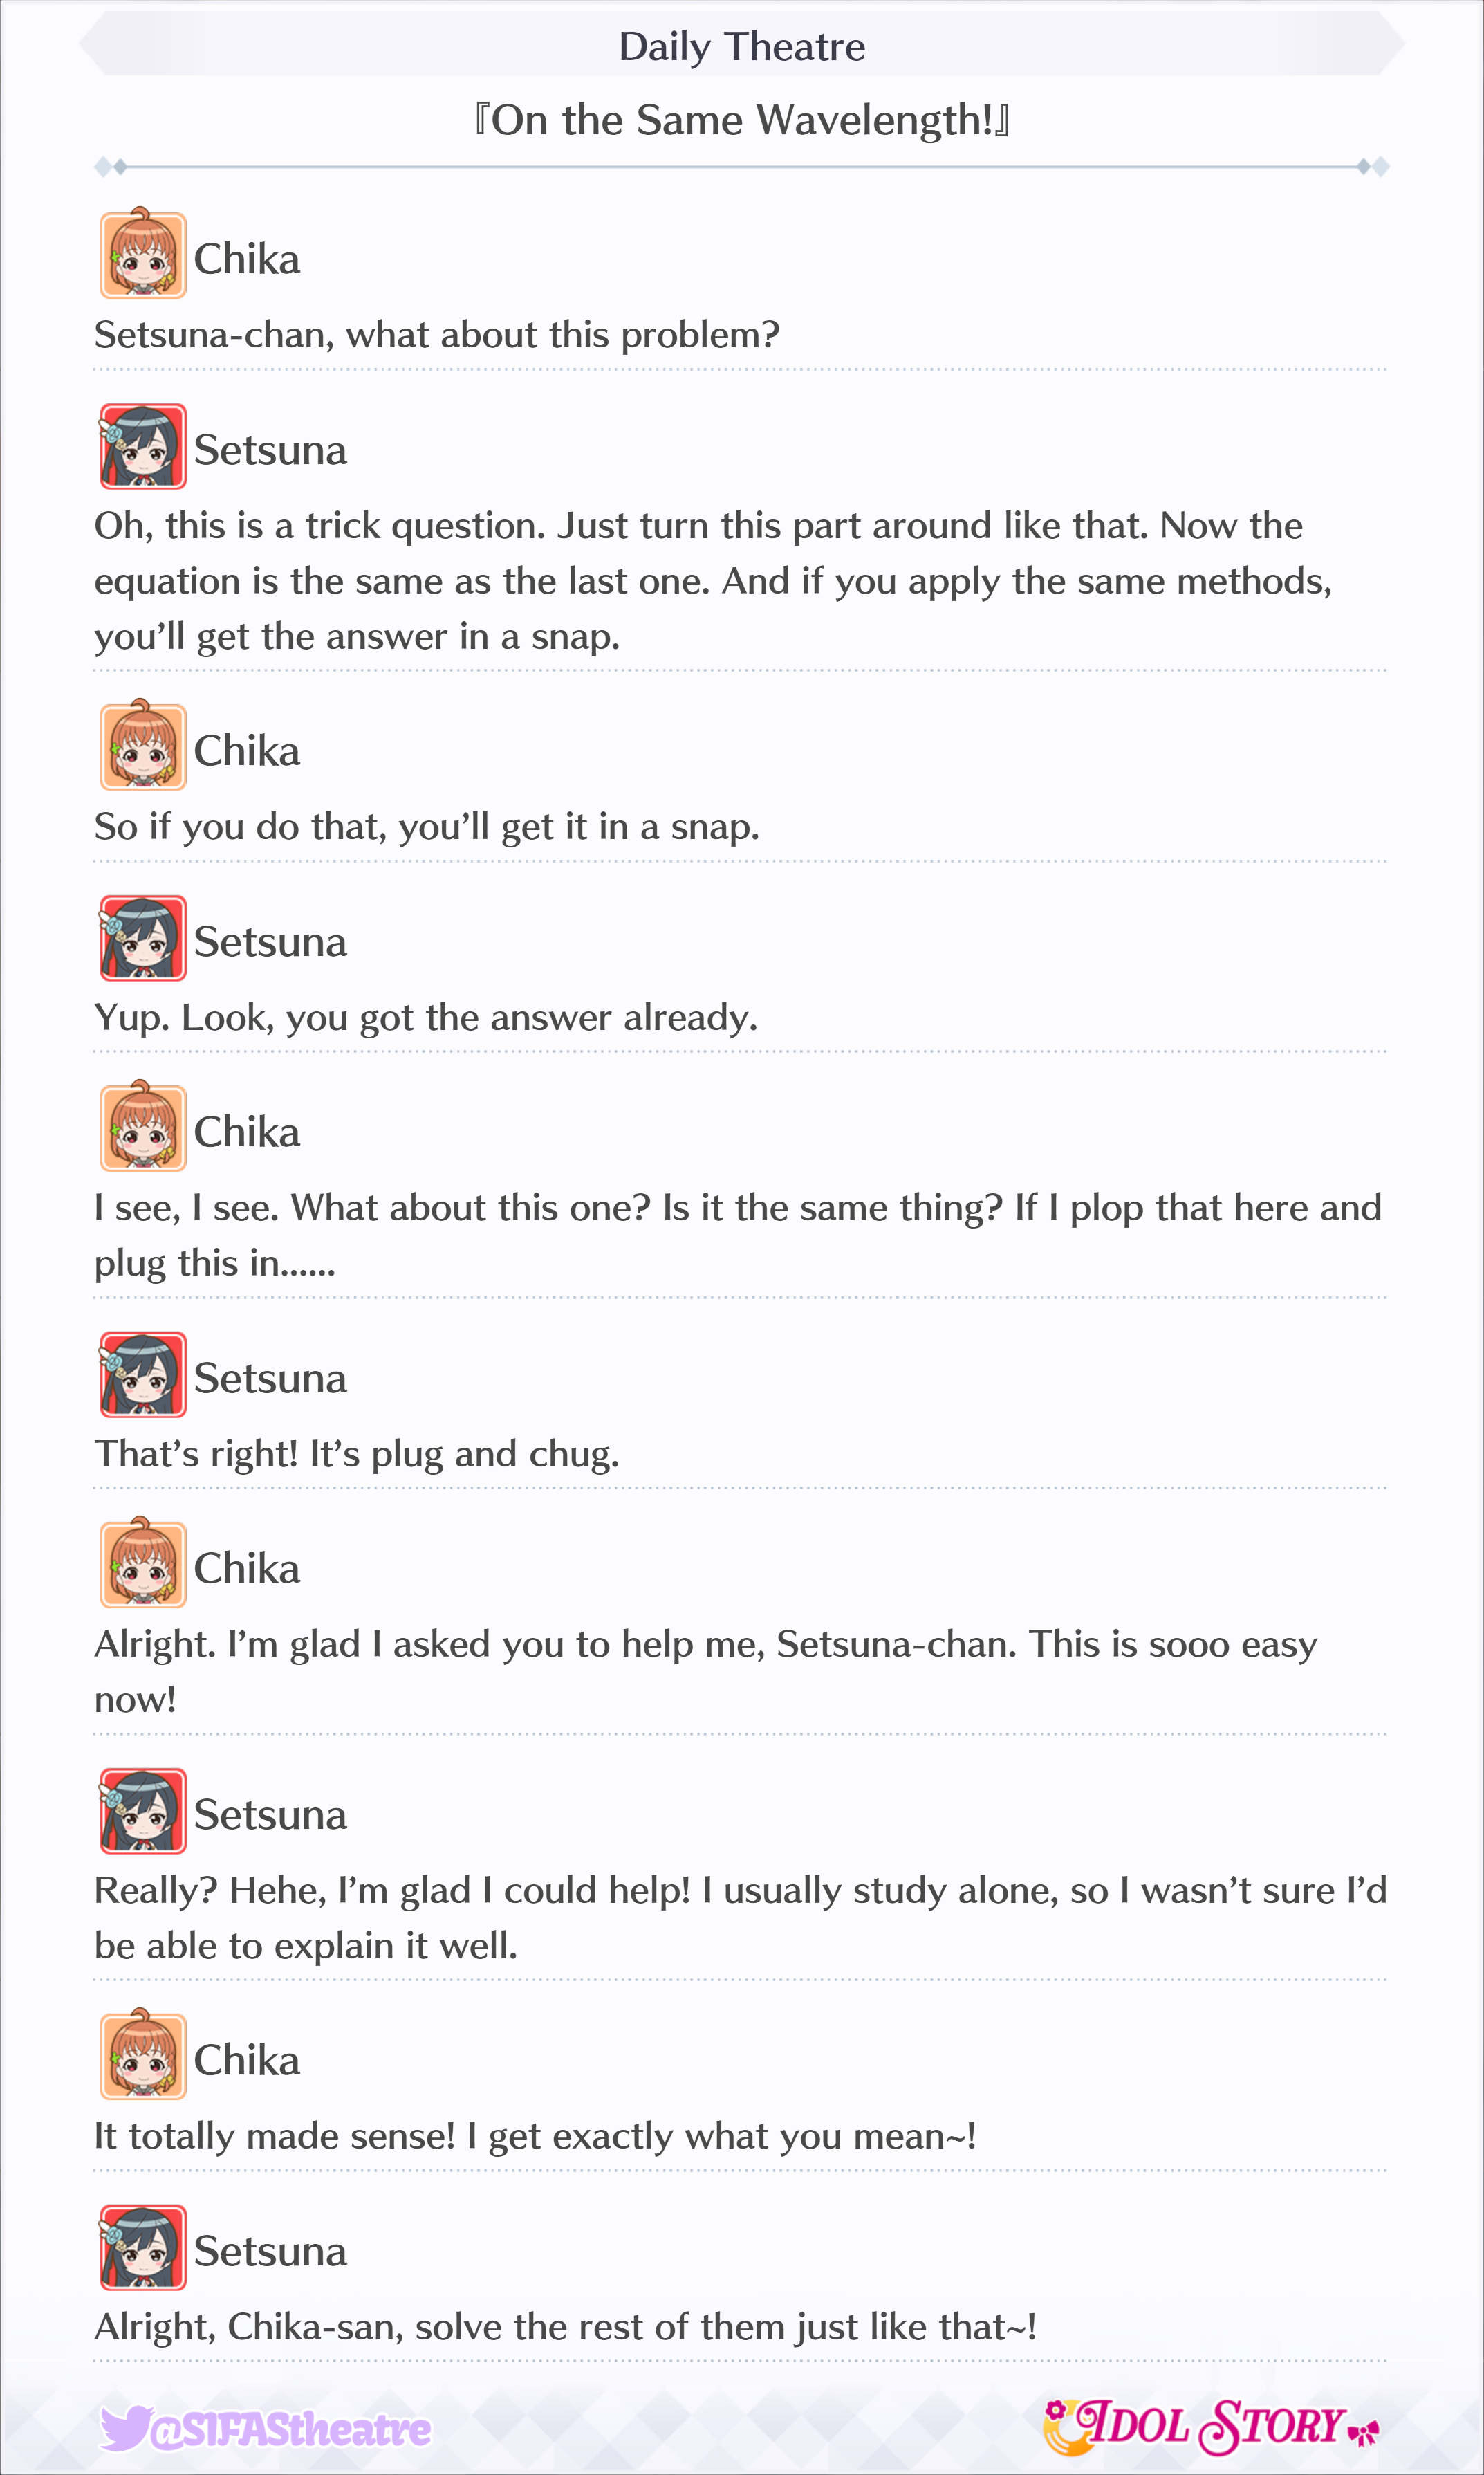 Daily Theatre
『On the Same Wavelength!』
Chika
Setsuna-chan, what about this problem?
Setsuna
Oh, this is a trick question. Just turn this part around like that. Now the
equation is the same as the last one. And if you apply the same methods,
you’ll get the answer in a snap.
Chika
So if you do that, you’ll get it in a snap.
Setsuna
Yup. Look, you got the answer already.
Chika
I see, I see. What about this one? Is it the same thing? If I plop that here and
plug this in......
Setsuna
That’s right! It’s plug and chug.
Chika
Alright. I’m glad I asked you to help me, Setsuna-chan. This is sooo easy
now!
Setsuna
Really? Hehe, I’m glad I could help! I usually study alone, so I wasn’t sure I’d
be able to explain it well.
Chika
It totally made sense! I get exactly what you mean~!
Setsuna
Alright, Chika-san, solve the rest of them just like that~!
@SIFAStheatre
IDOL STORY